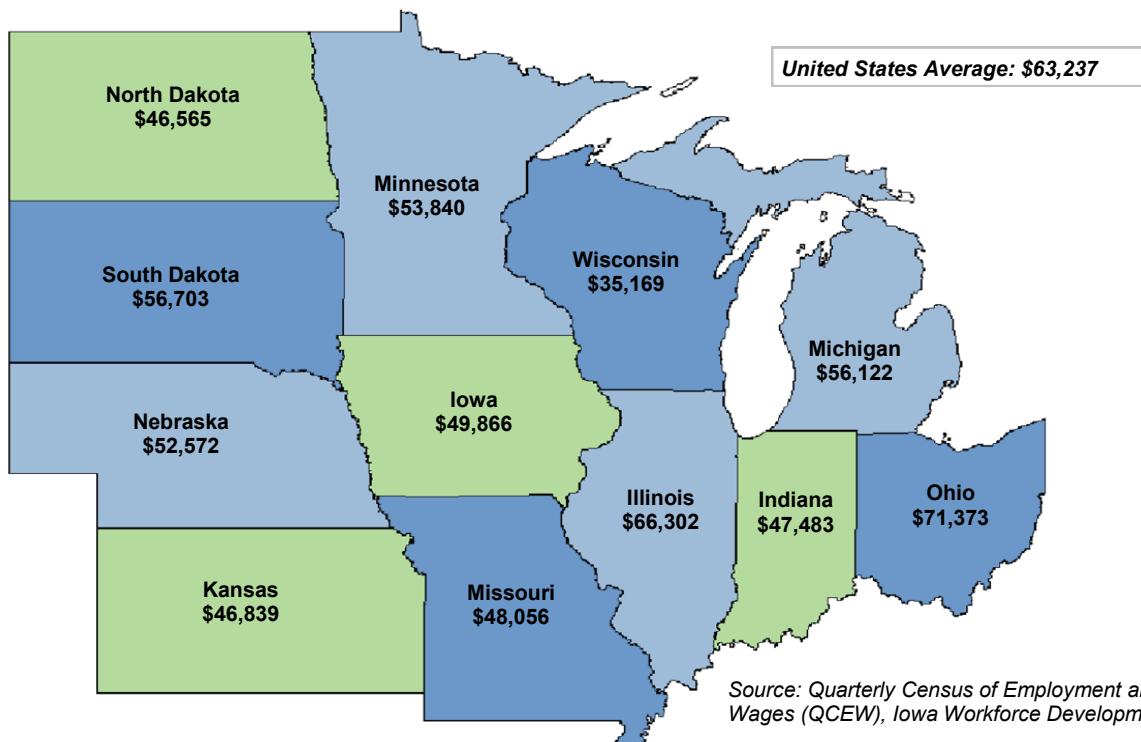 United States Average: $63,237
North Dakota
$46,565
Minnesota
$53,840
South Dakota
$56,703
Wisconsin
$35,169
Michigan
$56,122
Nebraska
$52,572
Iowa
$49,866
Illinois
$66,302
Indiana
$47,483
Ohio
$71,373
Kansas
$46,839
Missouri
$48,056
Source: Quarterly Census of Employment a
Wages (QCEW), Iowa Workforce Developm